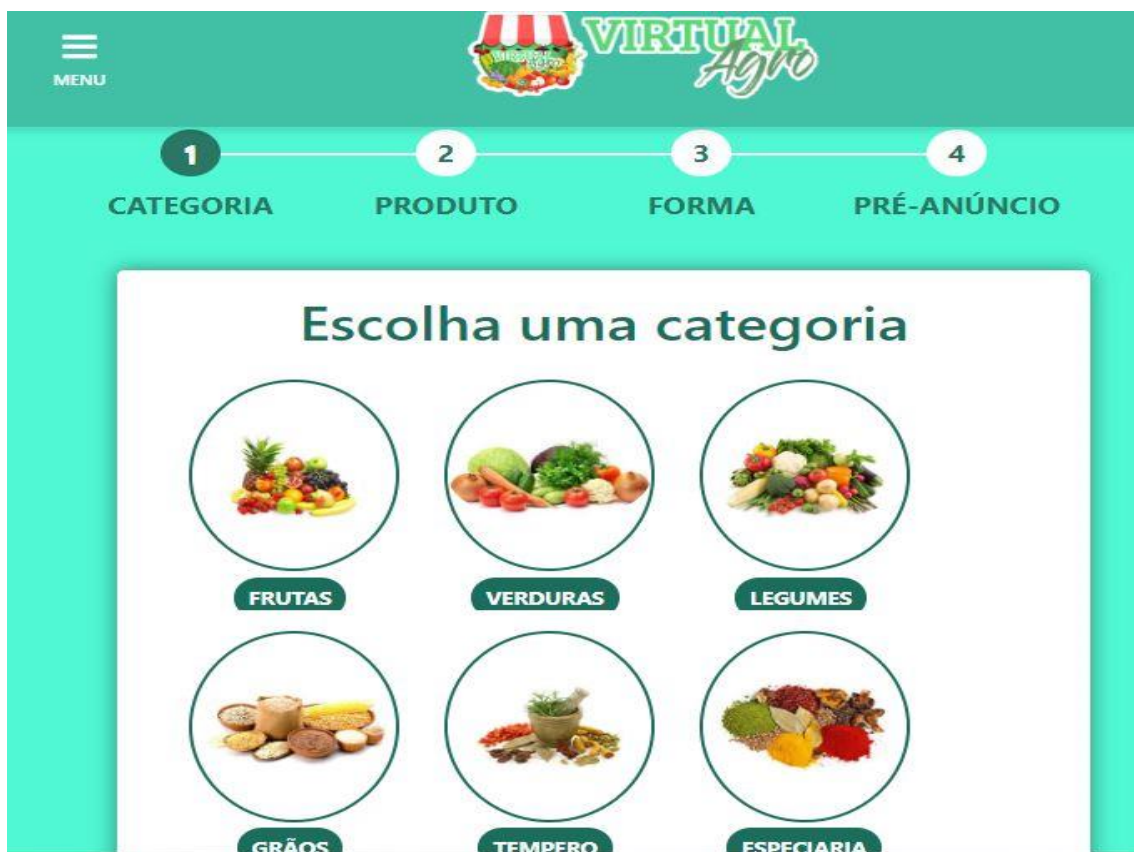 VIRTUAL
Agro
MENU
1
2
3
4
CATEGORIA
PRODUTO
FORMA
PRÉ-ANÚNCIO
Escolha uma categoria
FRUTAS
VERDURAS
LEGUMES
GRÃOS
TEMPERO
ESPECIARIA